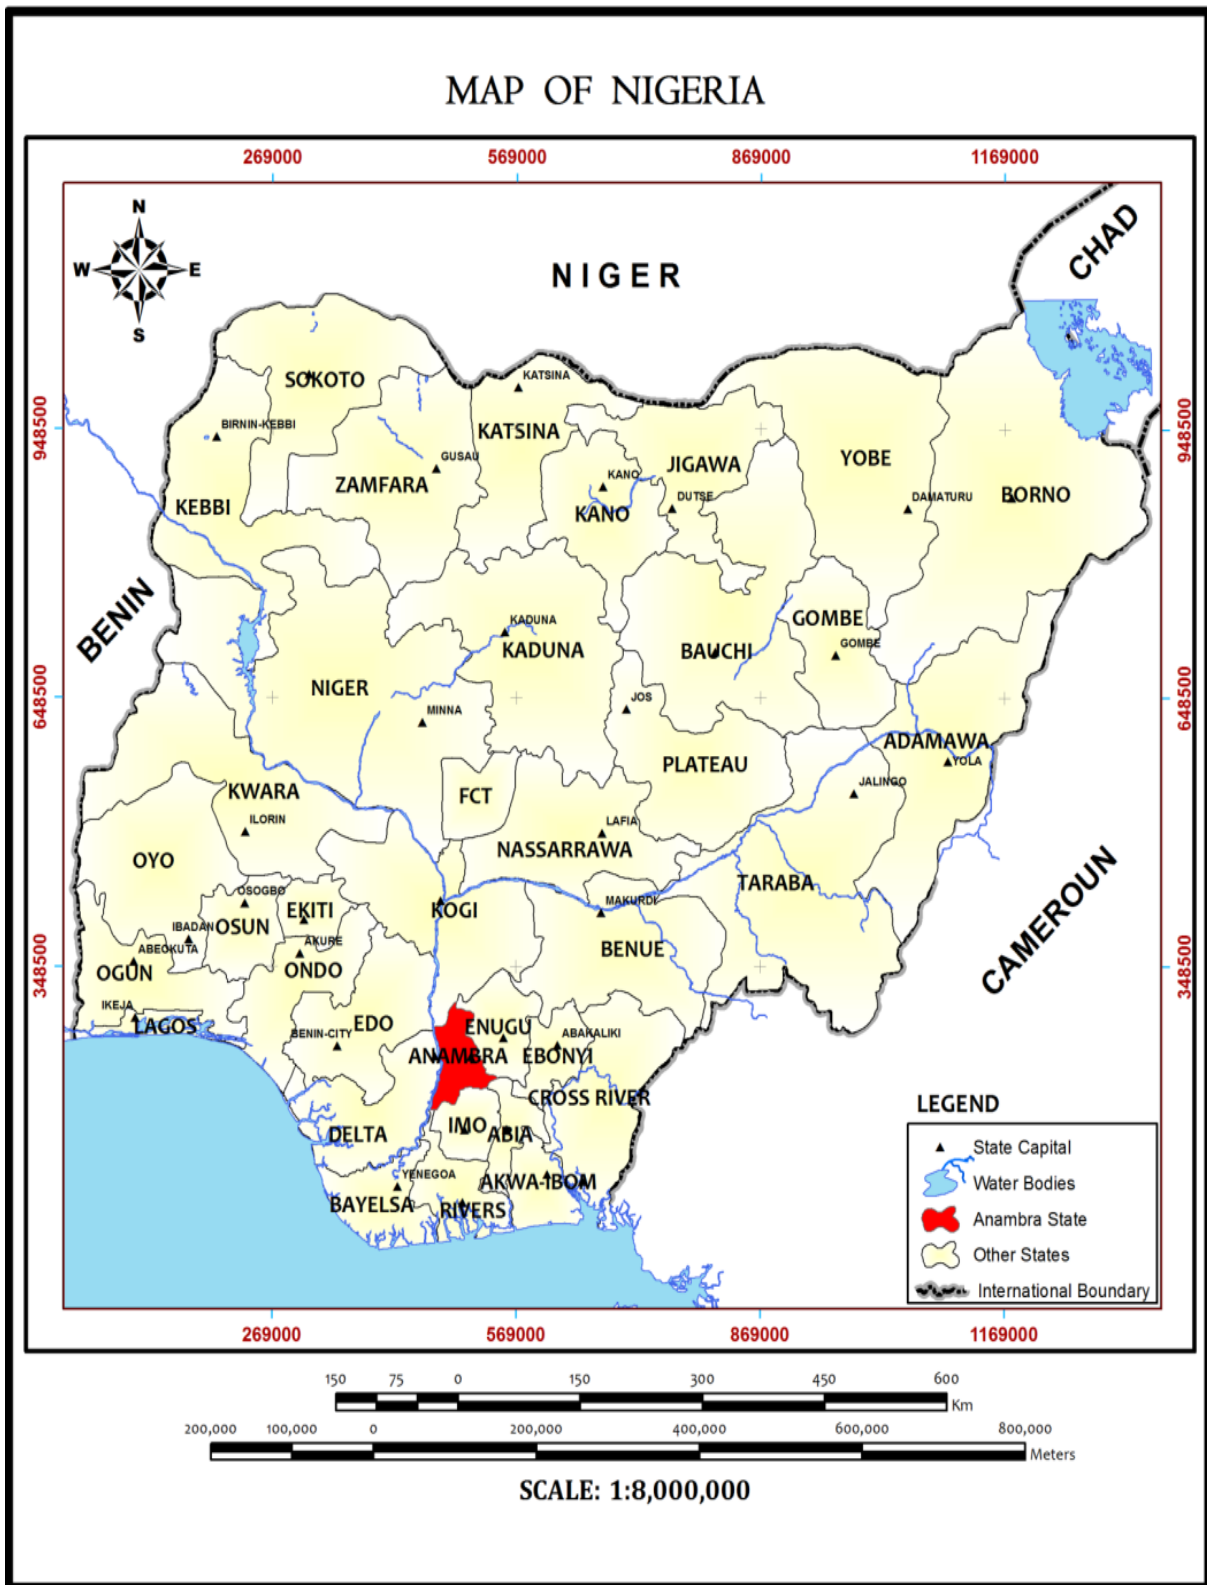 MAP OF NIGERIA
269000 569000 869000 1169000
N
W E
S
NIGER
CHAD
BENIN
CAMEROUN
948500 948500
648500 648500
348500 348500
SOKOTO
KATSINA
BIRNIN-KEBBI
KATSINA
GUSAU
ZAMFARA
KEBBI
KANO
KANO
JIGAWA
DUTSE
YOBE
DAMATURU
BORNO
KADUNA
KADUNA
GOMBE
GOMBE
BAUCHI
NIGER
MINNA
JOS
ADAMAWA
YOLA
PLATEAU
JALINGO
FCT
KWARA
ILORIN
LAFIA
NASSARRAWA
OYO
TARABA
OSOGBO
EKITI
KOGI
MAKURDI
IBADAN
OSUN
AKURE
ABEOKUTA
OGUN
ONDO
BENUE
IKEJA
LAGOS
BENIN-CITY
EDO
ENUGU
ABAKALIKI
ANAMBRA
EBONYI
CROSS RIVER
DELTA
IMO
ABIA
YENEGOA
BAYELSA
AKWA-IBOM
RIVERS
LEGEND
State Capital
Water Bodies
Anambra State
Other States
International Boundary
269000 569000 869000 1169000
150 75 0 150 300 450 600
Km
200,000 100,000 0 200,000 400,000 600,000 800,000
Meters
SCALE: 1:8,000,000